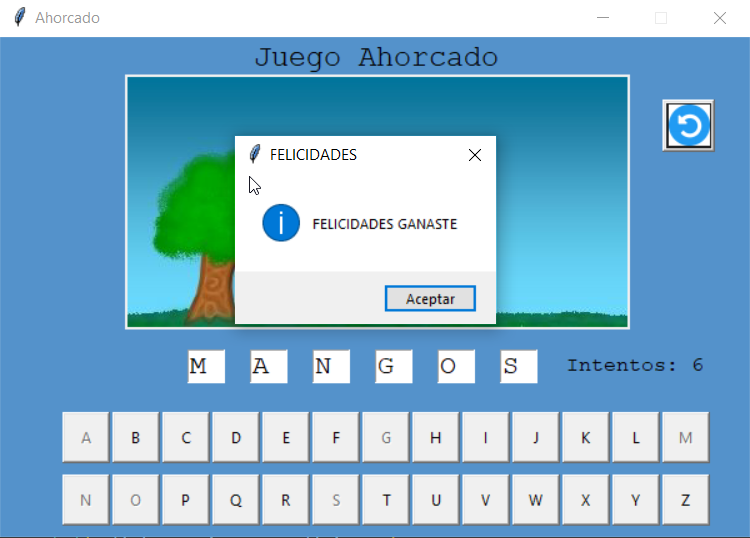 Ahorcado
Juego Ahorcado
FELICIDADES
FELICIDADES GANASTE
Aceptar
M A N G O S Intentos: 6
A B C D E F G H I J K L M
N O P Q R S T U V W X Y Z